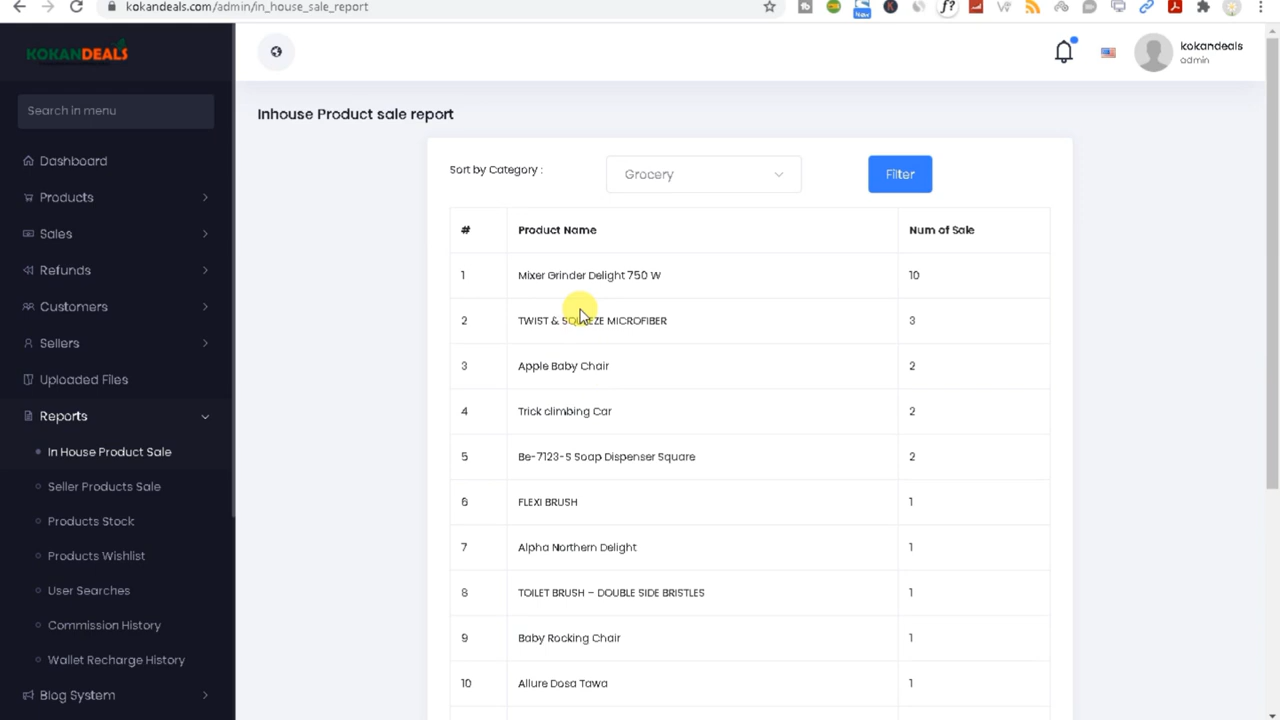 kokandeals.com/admin/in_house_sale_report
KOKANDEALS
Search in menu
Dashboard
Products
Sales
Refunds
Customers
Sellers
Uploaded Files
Reports
In House Product Sale
Seller Products Sale
Products Stock
Products Wishlist
User Searches
Commission History
Wallet Recharge History
Blog System
kokandeals
admin
Inhouse Product sale report
Sort by Category :
Grocery
Filter
# Product Name Num of Sale
1 Mixer Grinder Delight 750 W 10
2 TWIST & SQUEEZE MICROFIBER 3
3 Apple Baby Chair 2
4 Trick climbing Car 2
5 Be-7123-S Soap Dispenser Square 2
6 FLEXI BRUSH 1
7 Alpha Northern Delight 1
8 TOILET BRUSH – DOUBLE SIDE BRISTLES 1
9 Baby Rocking Chair 1
10 Allure Dosa Tawa 1